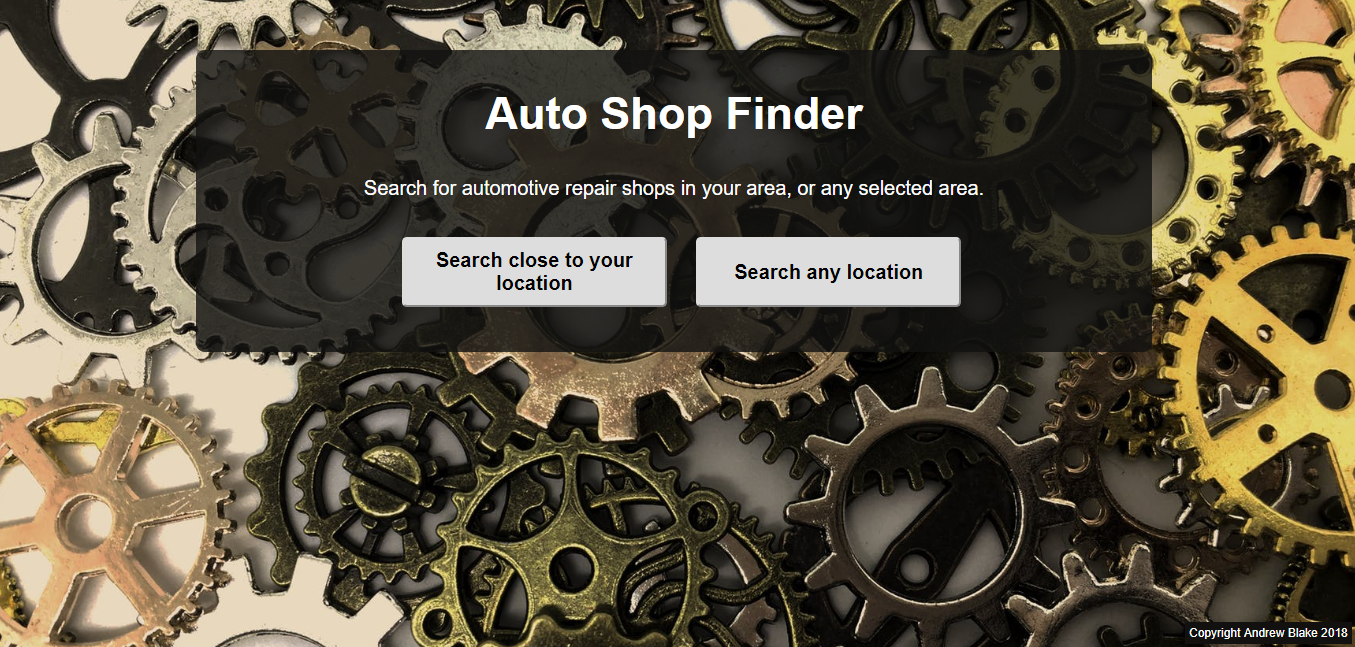 Auto Shop Finder
Search for automotive repair shops in your area, or any selected area.
Search close to your
location
Search any location
Copyright Andrew Blake 2018